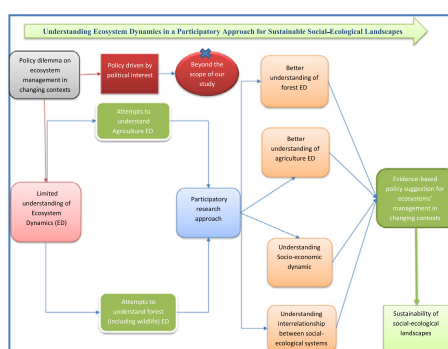 Understanding Ecosystem Dynamics in a Participatory Approach for Sustainable Social-Ecological Landscapes
Policy dilemma on
ecosystem
management in
changing contexts
Policy driven by
political interest
Beyond the
scope of our
study
Better
understanding of
forest ED
Attempts to
understand
Agriculture ED
Better
understanding of
agriculture ED
Limited
understanding of
Ecosystem
Dynamics (ED)
Participatory
research
approach
Evidence-based
policy suggestion for
ecosystems'
management in
changing contexts
Understanding
Socio-economic
dynamic
Attempts to
understand forest
(including wildlife) ED
Understanding
interrelationship
between social-
ecological systems
Sustainability of
social-ecological
landscapes